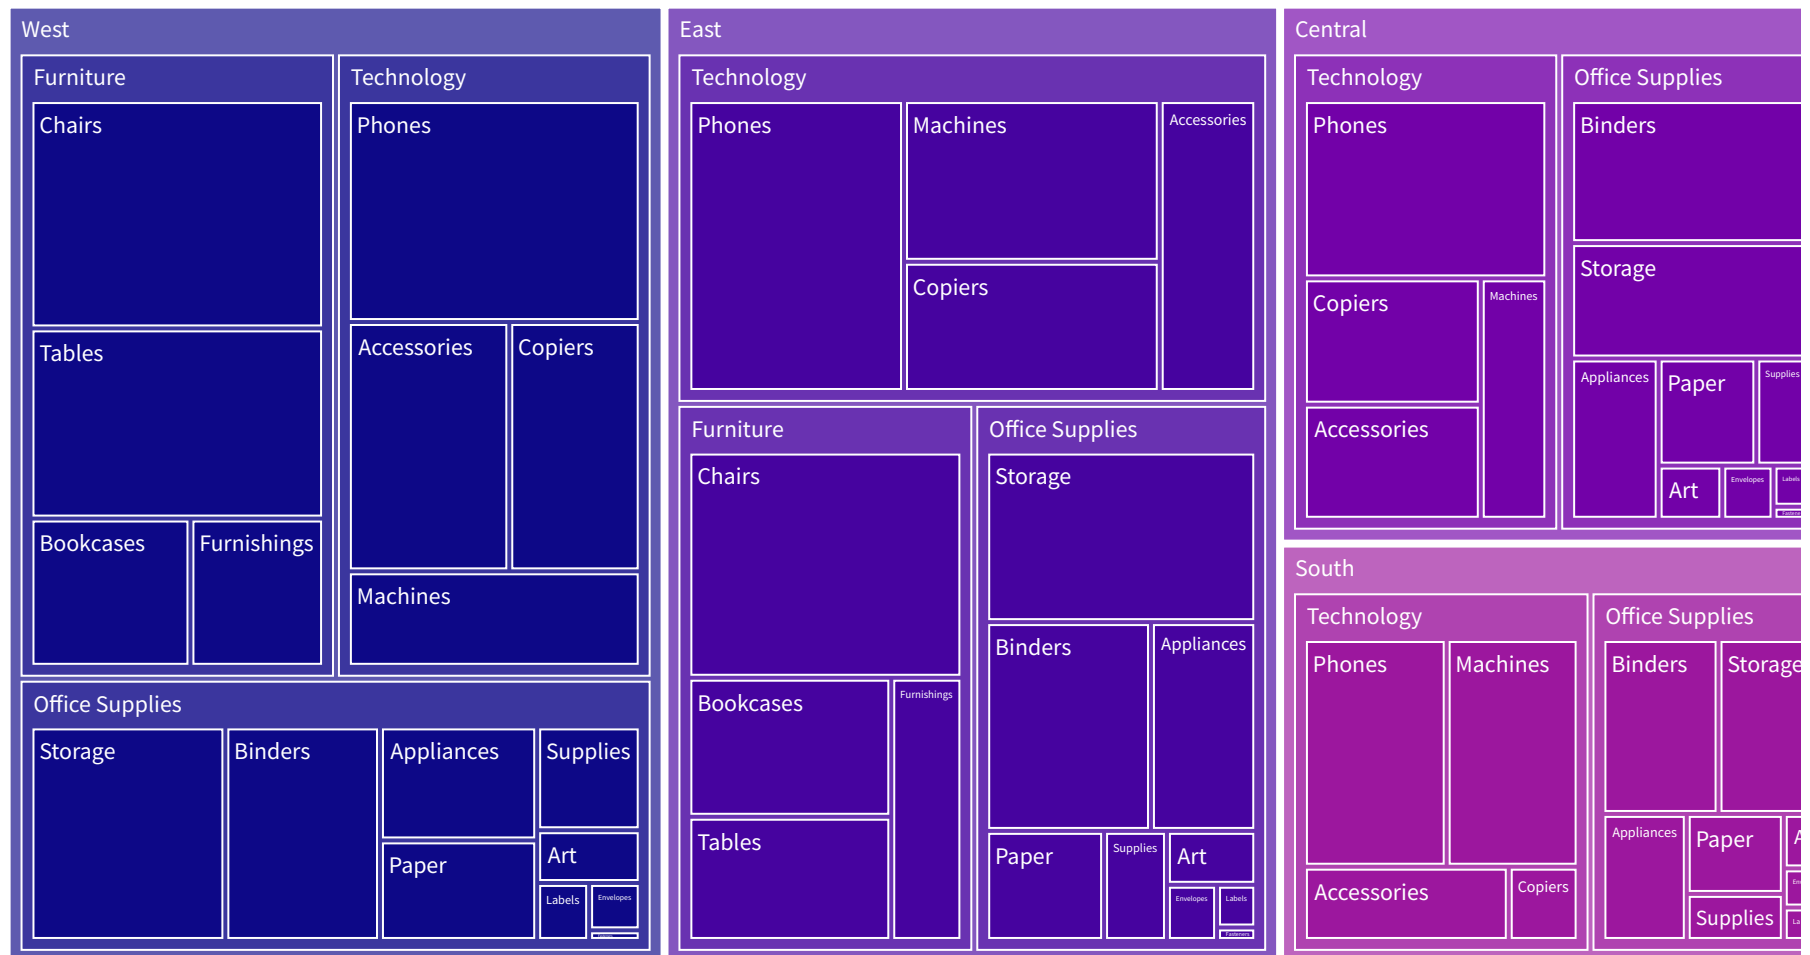 West
Furniture
Chairs
Tables
Bookcases
Furnishings
Technology
Phones
Accessories
Copiers
Machines
Office Supplies
Storage
Binders
Appliances
Supplies
Paper
Art
Labels
Envelopes
East
Technology
Phones
Machines
Accessories
Copiers
Furniture
Chairs
Bookcases
Furnishings
Tables
Office Supplies
Storage
Binders
Appliances
Paper
Supplies
Art
Envelopes
Labels
Fasteners
Central
Technology
Phones
Copiers
Machines
Accessories
Office Supplies
Binders
Storage
Appliances
Paper
Supplies
Art
Envelopes
Labels
South
Technology
Phones
Machines
Accessories
Copiers
Office Supplies
Binders
Storage
Appliances
Paper
Supplies